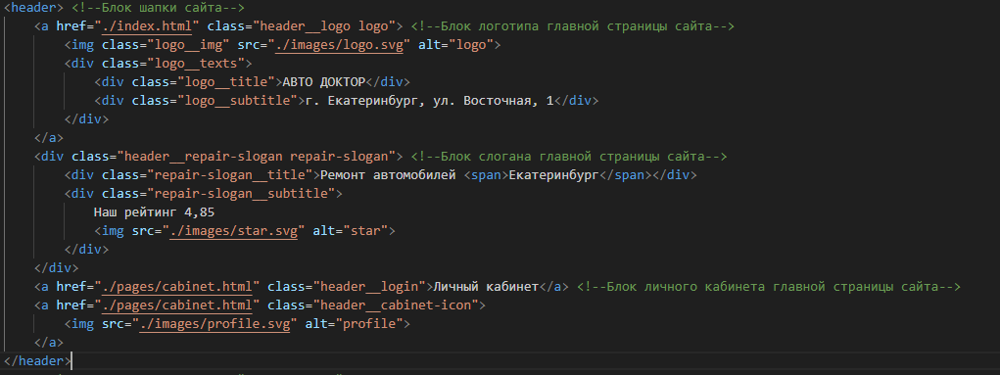 <header> <!--Блок шапки сайта-->
<a href="./index.html" class="header__logo logo"> <!--Блок логотипа главной страницы сайта-->
<img class="logo__img" src="./images/logo.svg" alt="logo">
<div class="logo__texts">
<div class="logo__title">АВТО ДОКТОР</div>
<div class="logo__subtitle">г. Екатеринбург, ул. Восточная, 1</div>
</div>
</a>
<div class="header__repair-slogan repair-slogan"> <!--Блок слогана главной страницы сайта-->
<div class="repair-slogan__title">Ремонт автомобилей <span>Екатеринбург</span></div>
<div class="repair-slogan__subtitle">
Наш рейтинг 4,85
<img src="./images/star.svg" alt="star">
</div>
</div>
<a href="./pages/cabinet.html" class="header__login">Личный кабинет</a> <!--Блок личного кабинета главной страницы сайта-->
<a href="./pages/cabinet.html" class="header__cabinet-icon">
<img src="./images/profile.svg" alt="profile">
</a>
</header>